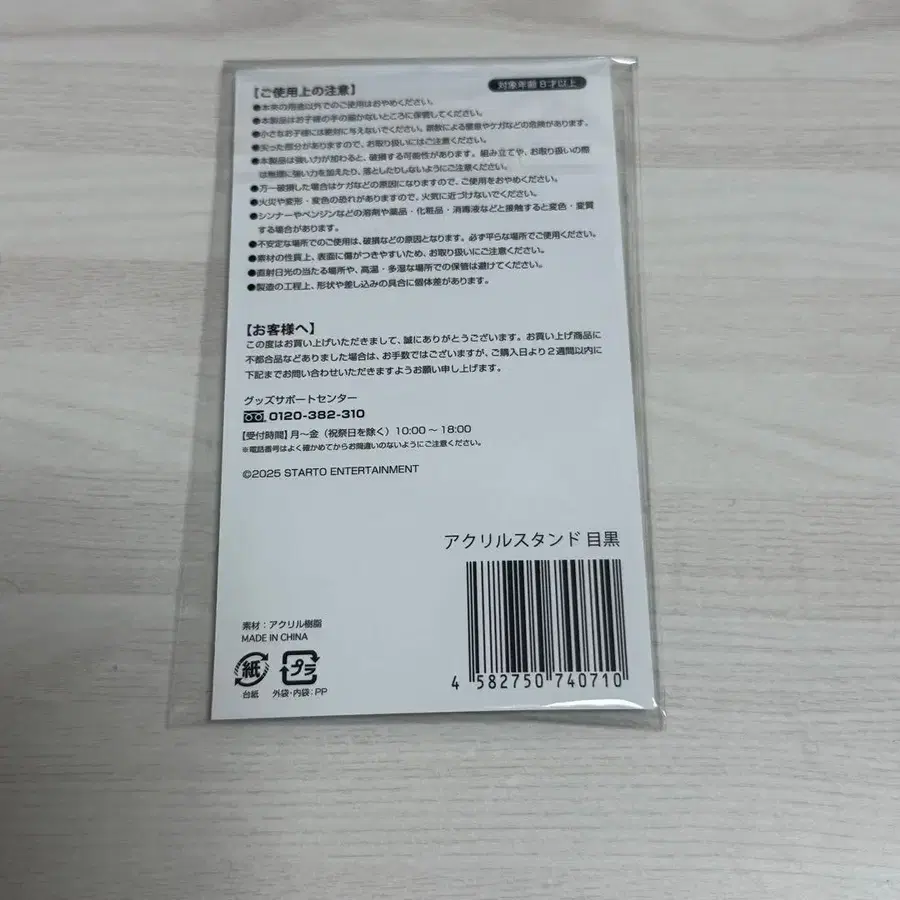 【ご使用上の注意】
対象年齢8才以上
●本来の用途以外でのご使用はおやめください。
●本製品はお子様の手の届かないところに保管してください。
●小さなお子様には絶対に与えないでください。誤飲による窒息やケガなどの危険があります。
●尖った部分がありますので、お取り扱いにはご注意ください。
●本製品は強い力が加わると、破損する可能性があります。組み立てや、お取り扱いの際
は無理に強い力を加えたり、落としたりしないようにご注意ください。
●万一破損した場合はケガなどの原因になりますので、ご使用をおやめください。
●火災や変形・変色の恐れがありますので、火気に近づけないでください。
●シンナーやベンジンなどの溶剤や薬品・化粧品・消毒液などと接触すると変色・変質
する場合があります。
●不安定な場所でのご使用は、破損などの原因となります。必ず平らな場所でご使用ください。
●素材の性質上、表面に傷がつきやすいため、お取り扱いにご注意ください。
●直射日光の当たる場所や、高温・多湿な場所での保管は避けてください。
●製造の工程上、形状や差し込みの具合に個体差があります。
【お客様へ】
この度はお買い上げいただきまして、誠にありがとうございます。お買い上げ商品に
不都合品などありました場合は、お手数ではございますが、ご購入日より2週間以内に
下記までお問い合わせいただきますようお願い申し上げます。
グッズサポートセンター
0120-382-310
【受付時間】月〜金（祝祭日を除く）10:00〜18:00
※電話番号はよく確かめてからお間違いのないようにご注意ください。
©2025 STARTO ENTERTAINMENT
アクリルスタンド 目黒
素材：アクリル樹脂
MADE IN CHINA
紙
プラ
台紙
外袋・内袋：PP
4 582750 740710